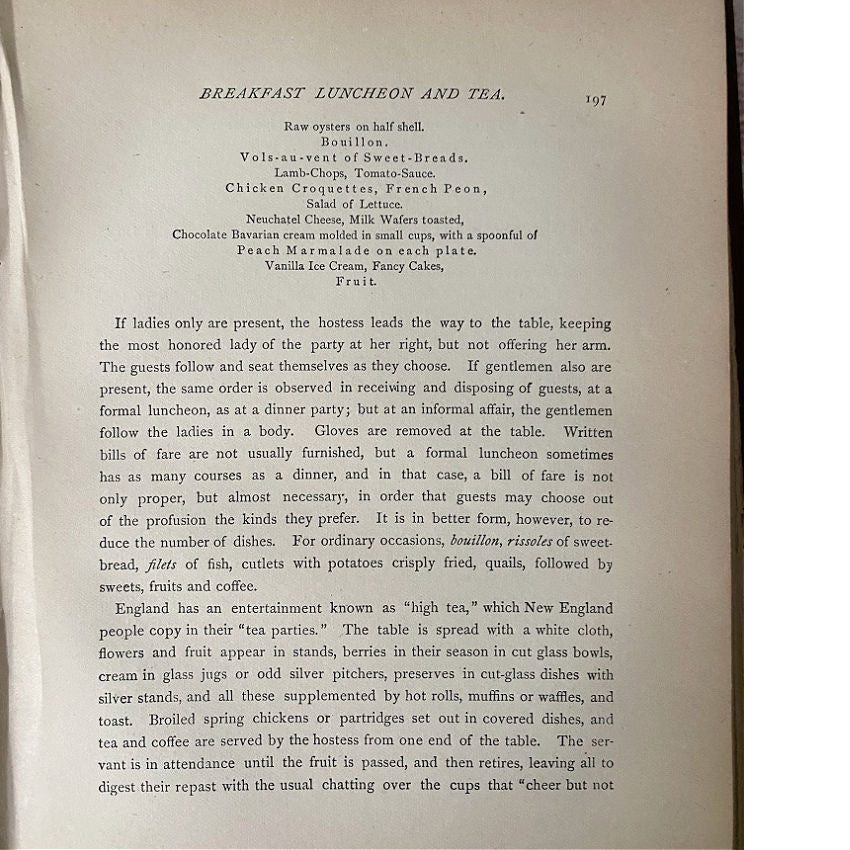 BREAKFAST LUNCHEON AND TEA. 197
Raw oysters on half shell.
Bouillon.
Vols-au-vent of Sweet-Breads.
Lamb-Chops, Tomato-Sauce.
Chicken Croquettes, French Peon,
Salad of Lettuce.
Neuchatel Cheese, Milk Wafers toasted,
Chocolate Bavarian cream molded in small cups, with a spoonful of
Peach Marmalade on each plate.
Vanilla Ice Cream, Fancy Cakes,
Fruit.
If ladies only are present, the hostess leads the way to the table, keeping
the most honored lady of the party at her right, but not offering her arm.
The guests follow and seat themselves as they choose. If gentlemen also are
present, the same order is observed in receiving and disposing of guests, at a
formal luncheon, as at a dinner party; but at an informal affair, the gentlemen
follow the ladies in a body. Gloves are removed at the table. Written
bills of fare are not usually furnished, but a formal luncheon sometimes
has as many courses as a dinner, and in that case, a bill of fare is not
only proper, but almost necessary, in order that guests may choose out
of the profusion the kinds they prefer. It is in better form, however, to re-
duce the number of dishes. For ordinary occasions, bouillon, rissoles of sweet-
bread, filets of fish, cutlets with potatoes crisply fried, quails, followed by
sweets, fruits and coffee.
England has an entertainment known as "high tea," which New England
people copy in their "tea parties." The table is spread with a white cloth,
flowers and fruit appear in stands, berries in their season in cut glass bowls,
cream in glass jugs or odd silver pitchers, preserves in cut-glass dishes with
silver stands, and all these supplemented by hot rolls, muffins or waffles, and
toast. Broiled spring chickens or partridges set out in covered dishes, and
tea and coffee are served by the hostess from one end of the table. The ser-
vant is in attendance until the fruit is passed, and then retires, leaving all to
digest their repast with the usual chatting over the cups that "cheer but not